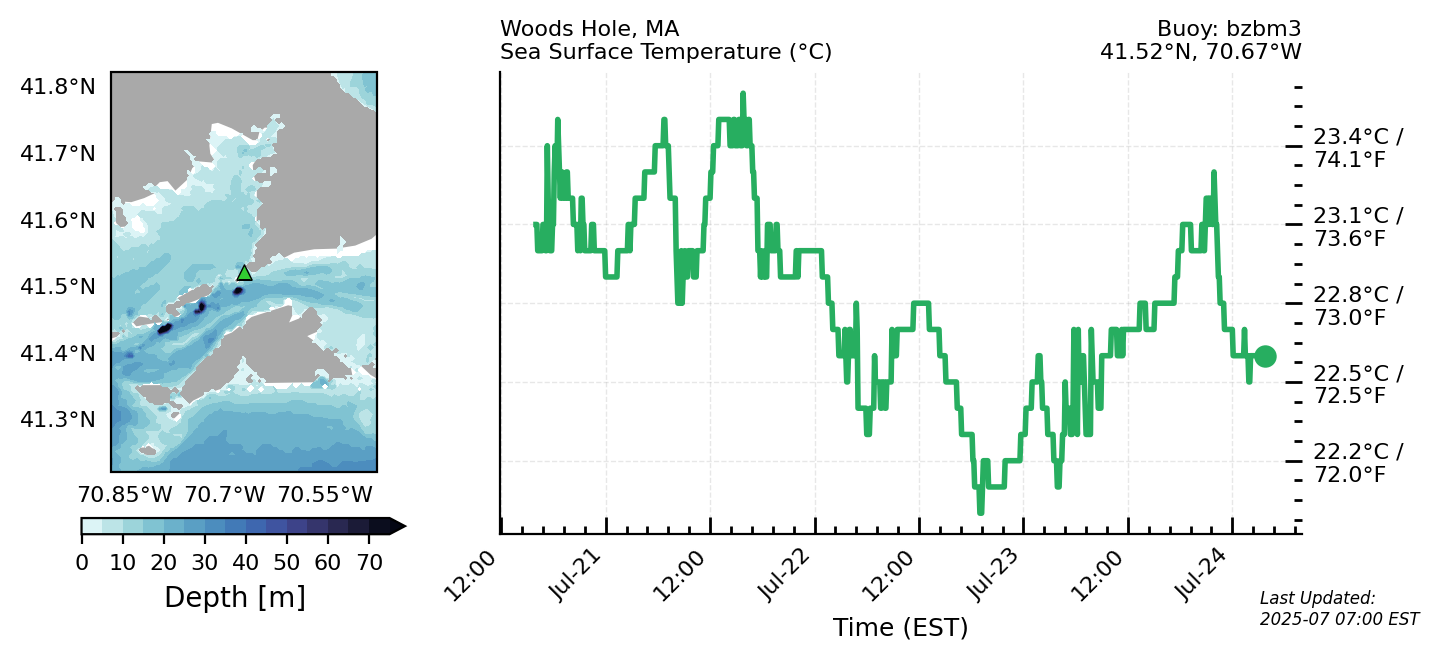 Woods Hole, MA
Sea Surface Temperature (°C)
Buoy: bzbm3
41.52°N, 70.67°W
41.8°N
41.7°N
41.6°N
41.5°N
41.4°N
41.3°N
70.85°W 70.7°W 70.55°W
0 10 20 30 40 50 60 70
Depth [m]
23.4°C /
74.1°F
23.1°C /
73.6°F
22.8°C /
73.0°F
22.5°C /
72.5°F
22.2°C /
72.0°F
12:00 Jul-21 12:00 Jul-22 12:00 Jul-23 12:00 Jul-24
Time (EST)
Last Updated:
2025-07 07:00 EST